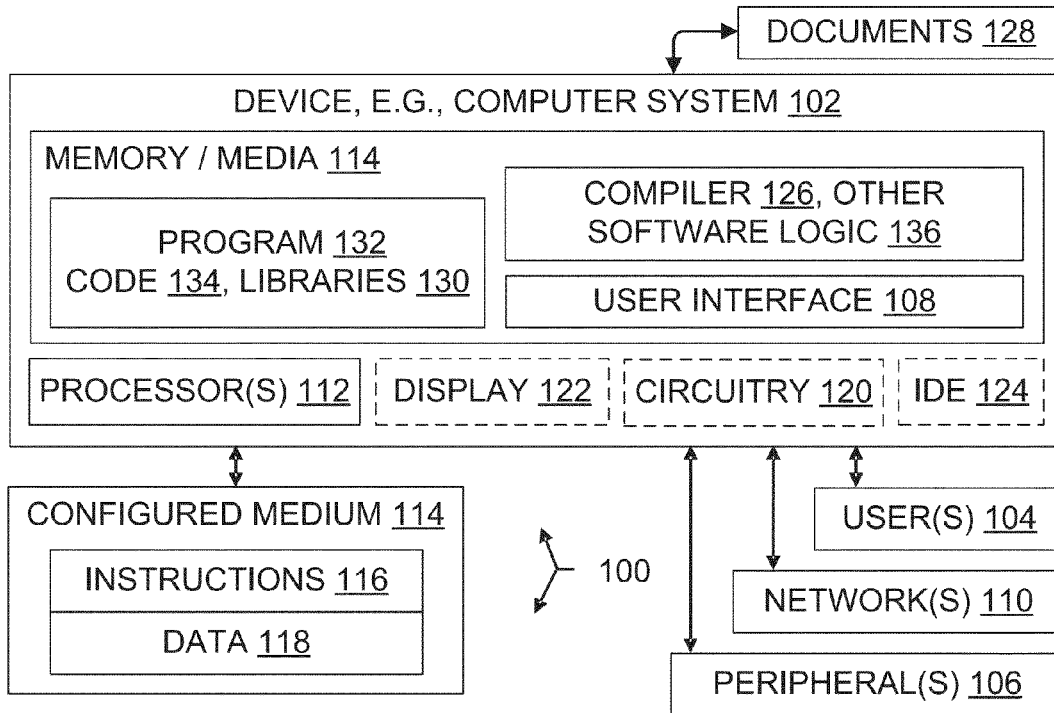 DOCUMENTS 128
DEVICE, E.G., COMPUTER SYSTEM 102
MEMORY / MEDIA 114
PROGRAM 132
CODE 134, LIBRARIES 130
COMPILER 126, OTHER
SOFTWARE LOGIC 136
USER INTERFACE 108
PROCESSOR(S) 112
DISPLAY 122
CIRCUITRY 120
IDE 124
CONFIGURED MEDIUM 114
INSTRUCTIONS 116
DATA 118
100
USER(S) 104
NETWORK(S) 110
PERIPHERAL(S) 106